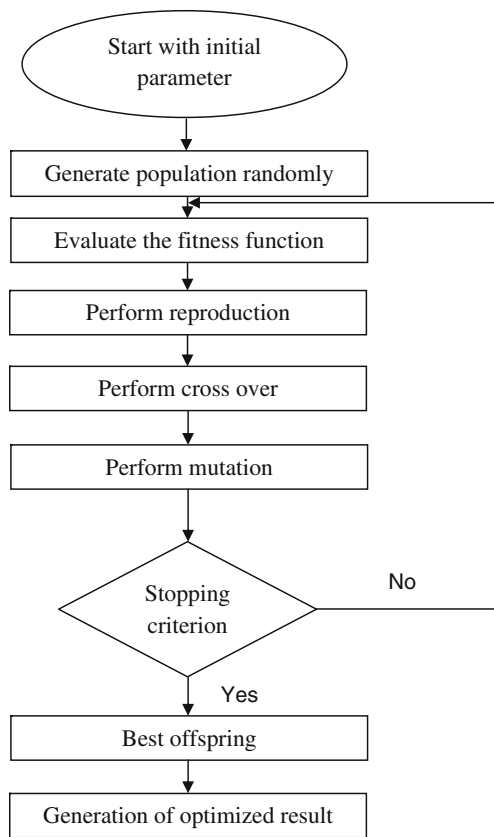 Start with initial
parameter
Generate population randomly
Evaluate the fitness function
Perform reproduction
Perform cross over
Perform mutation
Stopping
criterion
No
Yes
Best offspring
Generation of optimized result